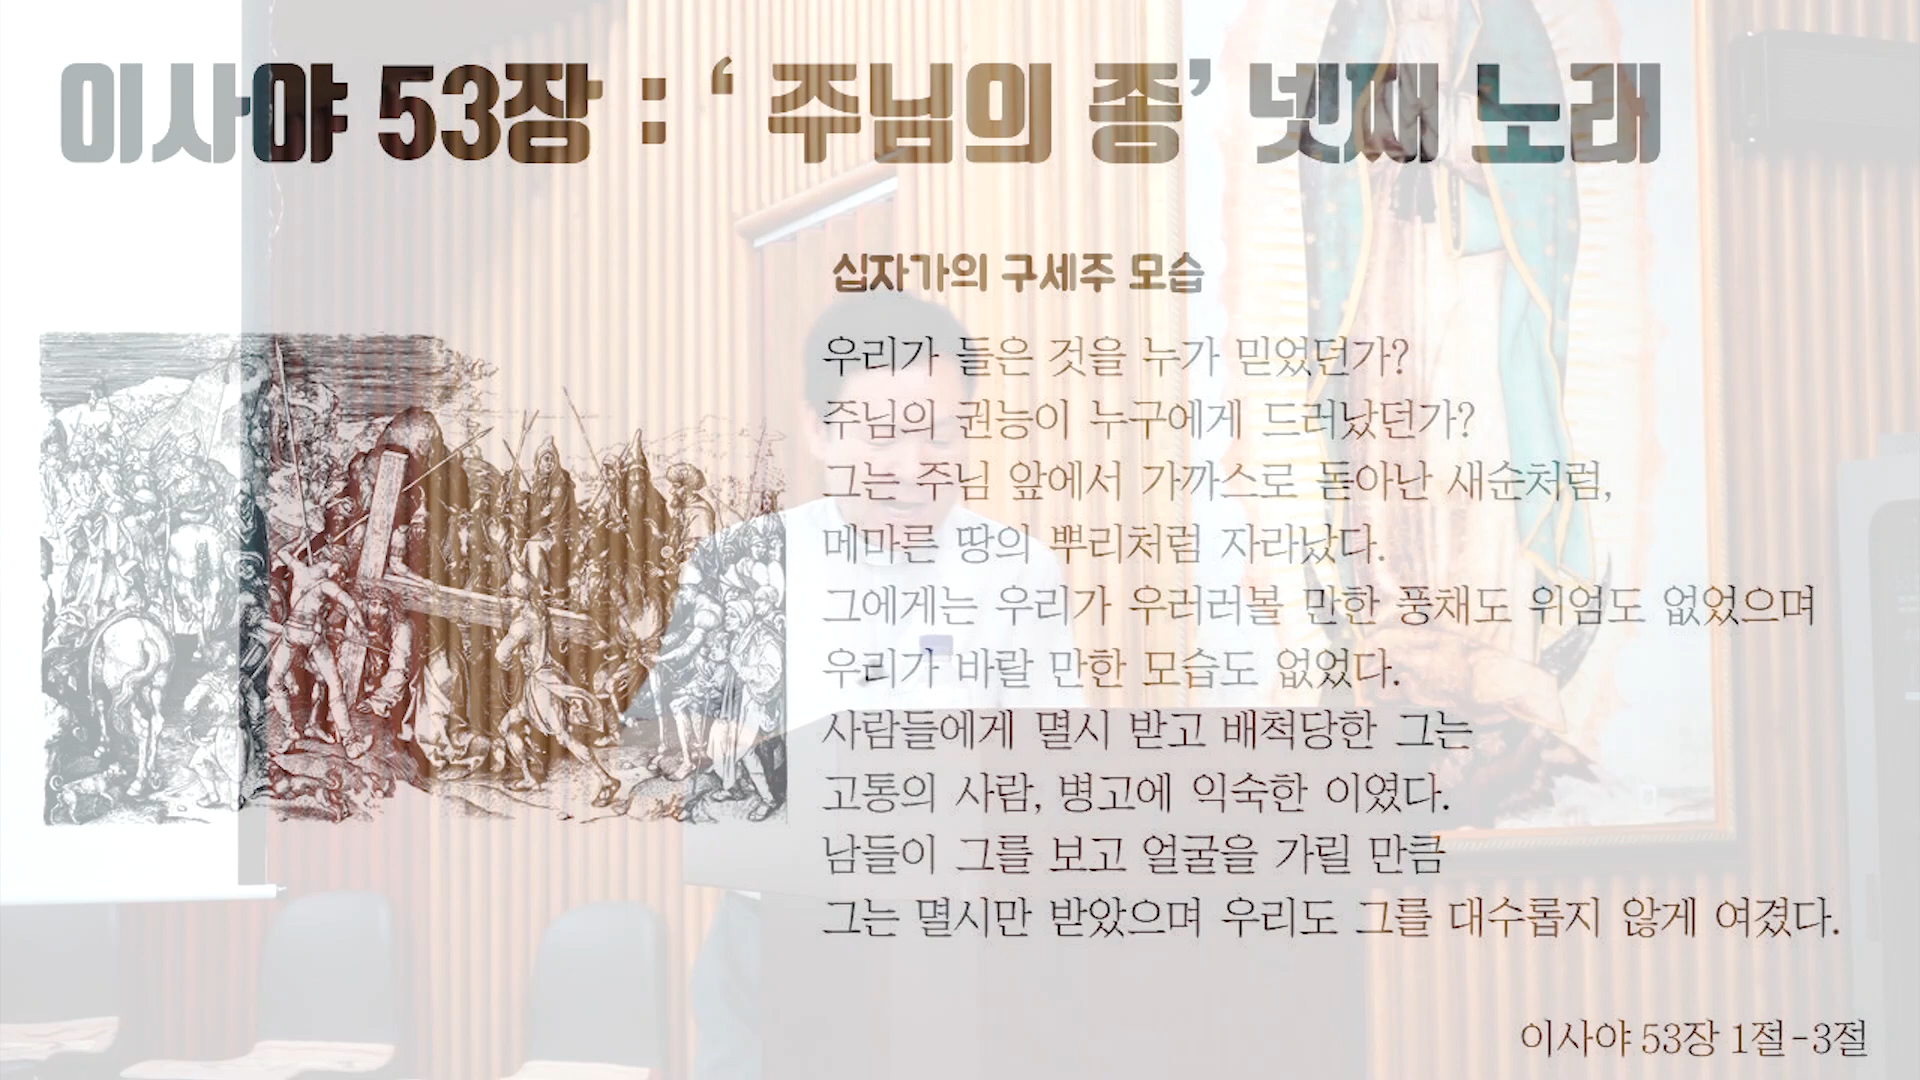 이사야 53장 : ‘ 주님의 종’ 넷째 노래
십자가의 구세주 모습
우리가 들은 것을 누가 믿었던가?
주님의 권능이 누구에게 드러났던가?
그는 주님 앞에서 가까스로 돋아난 새순처럼,
메마른 땅의 뿌리처럼 자라났다.
그에게는 우리가 우러러볼 만한 풍채도 위엄도 없었으며
우리가 바랄 만한 모습도 없었다.
사람들에게 멸시 받고 배척당한 그는
고통의 사람, 병고에 익숙한 이였다.
남들이 그를 보고 얼굴을 가릴 만큼
그는 멸시만 받았으며 우리도 그를 대수롭지 않게 여겼다.
이사야 53장 1절-3절